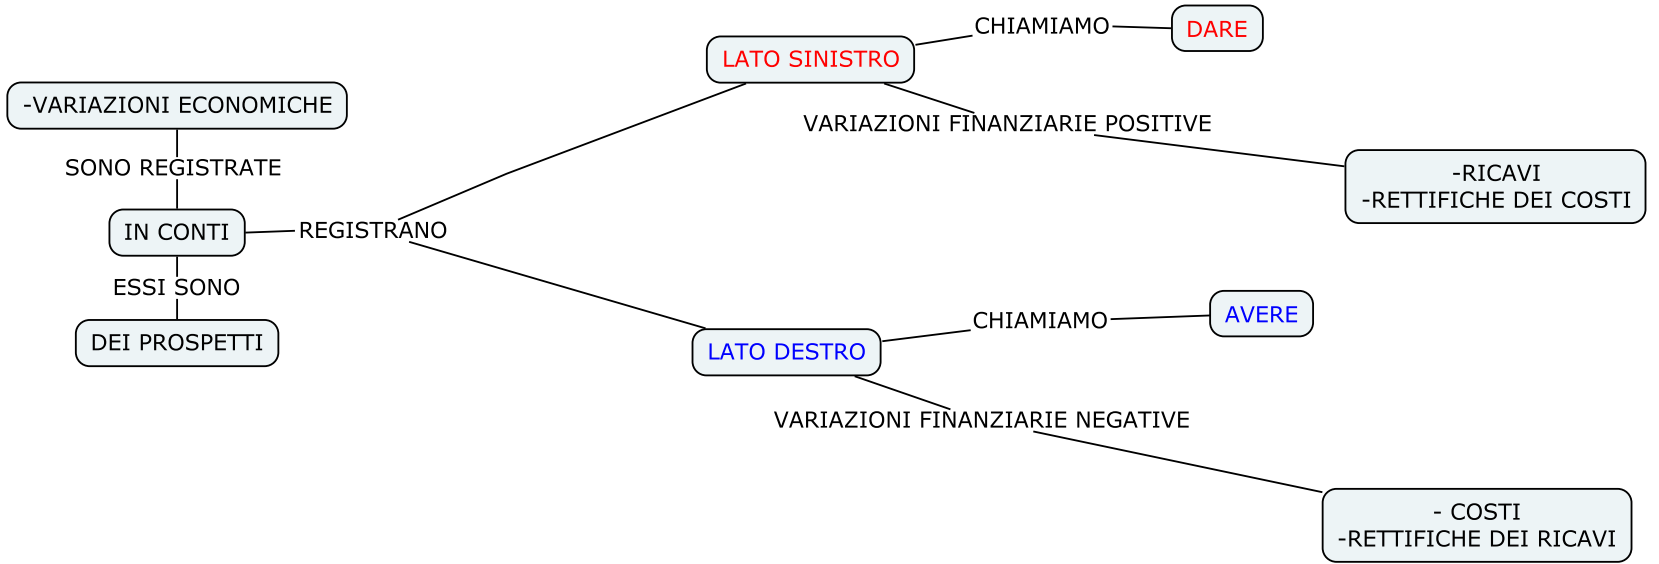 -VARIAZIONI ECONOMICHE
SONO REGISTRATE
IN CONTI
ESSI SONO
DEI PROSPETTI
REGISTRANO
LATO SINISTRO
CHIAMIAMO
DARE
VARIAZIONI FINANZIARIE POSITIVE
-RICAVI
-RETTIFICHE DEI COSTI
LATO DESTRO
CHIAMIAMO
AVERE
VARIAZIONI FINANZIARIE NEGATIVE
- COSTI
-RETTIFICHE DEI RICAVI